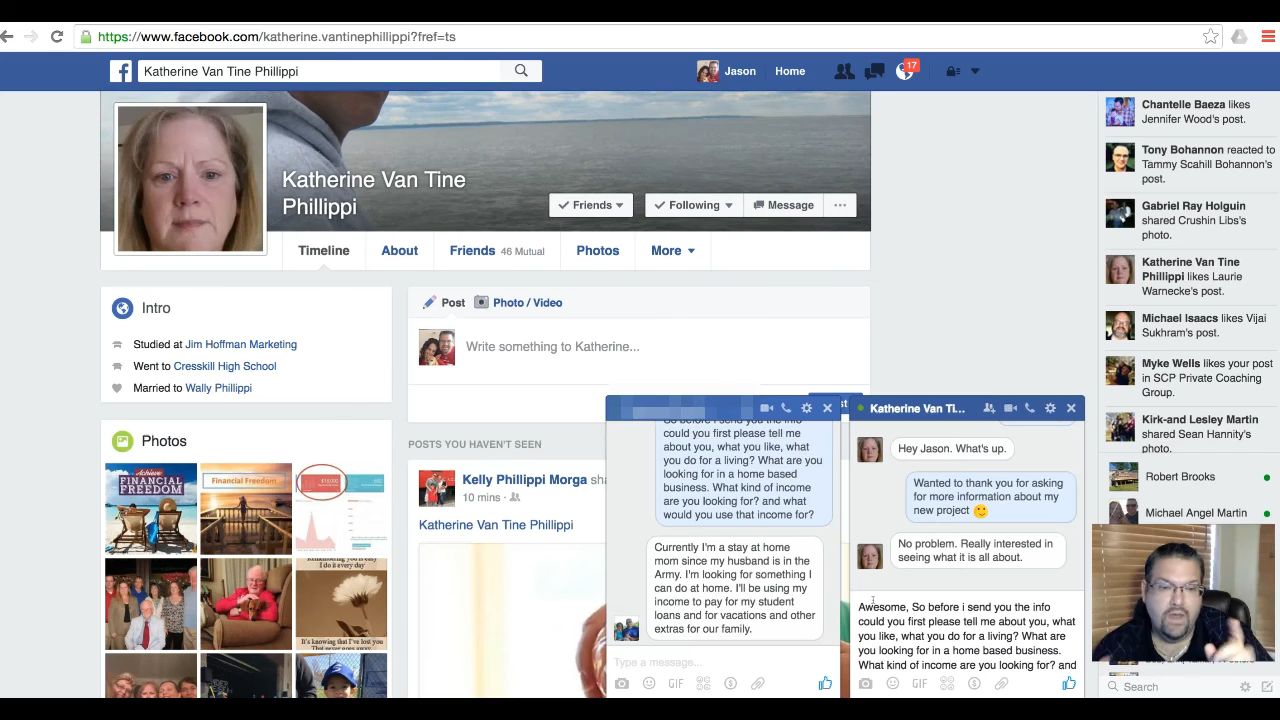 https://www.facebook.com/katherine.vantinephillippi?fref=ts
Katherine Van Tine Phillippi
Jason
Home
17
Katherine Van Tine
Phillippi
Friends
Following
Message
Timeline
About
Friends 46 Mutual
Photos
More
Intro
Studied at Jim Hoffman Marketing
Went to Cresskill High School
Married to Wally Phillippi
Photos
Achieve
FINANCIAL
FREEDOM
Financial Freedom
It's knowing that I've lost you
Post
Photo / Video
Write something to Katherine...
POSTS YOU HAVEN'T SEEN
Kelly Phillippi Morga sha
10 mins
Katherine Van Tine Phillippi
So before i send you the info
could you first please tell me
about you, what you like, what
you do for a living? What are you
looking for in a home based
business. What kind of income
are you looking for? and what
would you use that income for?
Currently I'm a stay at home
mom since my husband is in the
Army. I'm looking for something I
can do at home. I'll be using my
income to pay for my student
loans and for vacations and other
extras for our family.
Type a message...
GIF
Katherine Van Ti...
Hey Jason. What's up.
Wanted to thank you for asking
for more information about my
new project
No problem. Really interested in
seeing what it is all about.
Awesome, So before i send you the info
could you first please tell me about you, what
you like, what you do for a living? What are
you looking for in a home based business.
What kind of income are you looking for? and
GIF
Chantelle Baeza likes
Jennifer Wood's post.
Tony Bohannon reacted to
Tammy Scahill Bohannon's
post.
Gabriel Ray Holguin
shared Crushin Libs's
photo.
Katherine Van Tine
Phillippi likes Laurie
Warnecke's post.
Michael Isaacs likes Vijai
Sukhram's post.
Myke Wells likes your post
in SCP Private Coaching
Group.
Kirk-and Lesley Martin
shared Sean Hannity's
photo.
Robert Brooks
Michael Angel Martin
Search